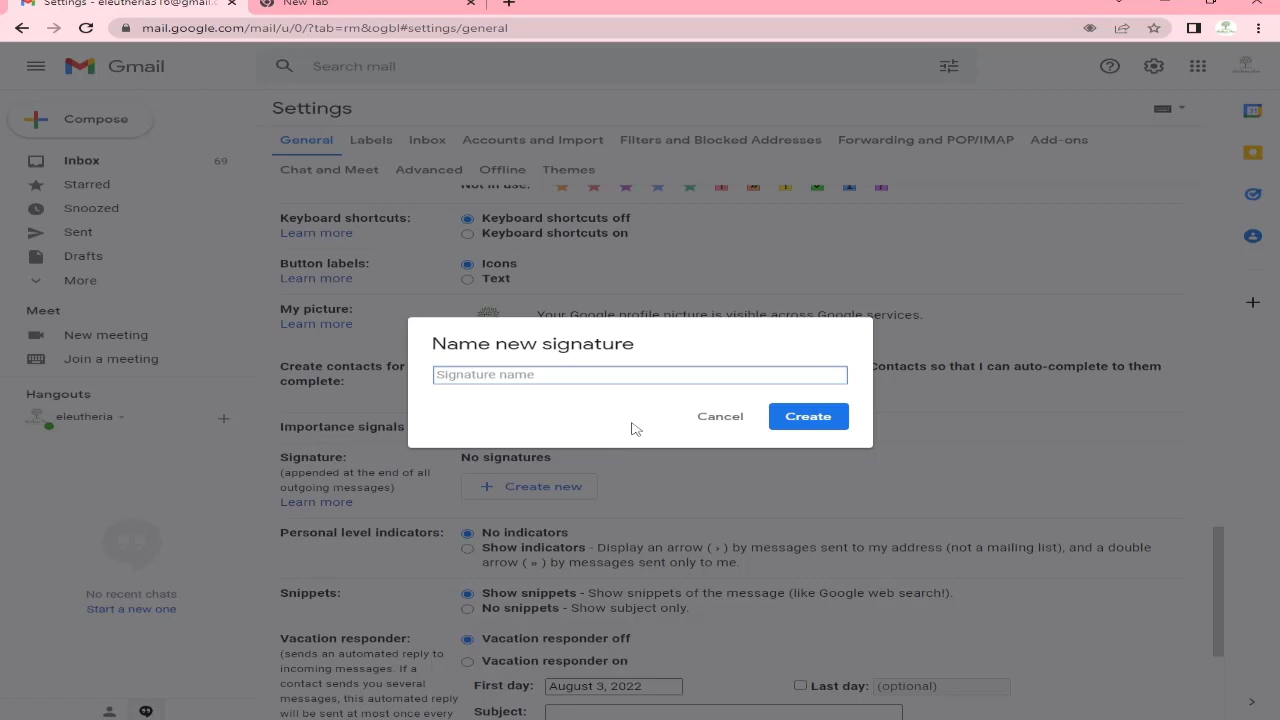 Settings - eleutheria316@gmail.c
New Tab
mail.google.com/mail/u/0/?tab=rm&ogbl#settings/general
Gmail
Search mail
Compose
Settings
General Labels Inbox Accounts and Import Filters and Blocked Addresses Forwarding and POP/IMAP Add-ons
Chat and Meet Advanced Offline Themes
Inbox 69
Starred
Snoozed
Sent
Drafts
More
Meet
New meeting
Join a meeting
Hangouts
eleutheria
No recent chats
Start a new one
Not in use:
Keyboard shortcuts:
Learn more
Keyboard shortcuts off
Keyboard shortcuts on
Button labels:
Learn more
Icons
Text
My picture:
Learn more
Your Google profile picture is visible across Google services.
Create contacts for
complete:
Contacts so that I can auto-complete to them
Importance signals
Name new signature
Signature name
Cancel Create
Signature:
(appended at the end of all
outgoing messages)
Learn more
No signatures
Create new
Personal level indicators:
No indicators
Show indicators - Display an arrow ( › ) by messages sent to my address (not a mailing list), and a double
arrow ( » ) by messages sent only to me.
Snippets:
Show snippets - Show snippets of the message (like Google web search!).
No snippets - Show subject only.
Vacation responder:
(sends an automated reply to
incoming messages. If a
contact sends you several
messages, this automated reply
will be sent at most once every
Vacation responder off
Vacation responder on
First day: August 3, 2022 Last day: (optional)
Subject: